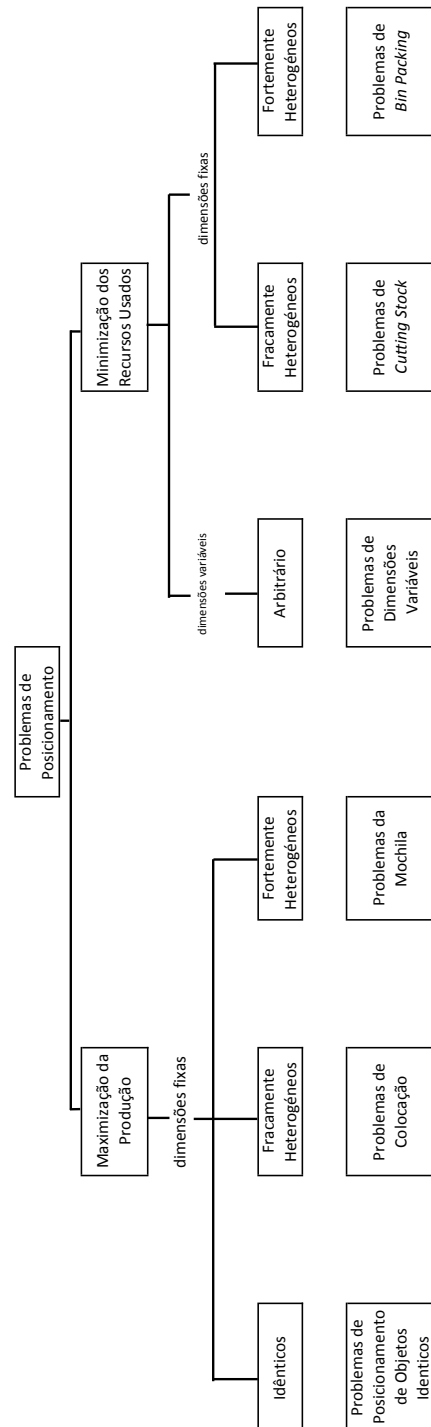 Problemas de
Posicionamento
Maximização da
Produção
Minimização dos
Recursos Usados
dimensões fixas
dimensões variáveis
dimensões fixas
Idênticos
Fracamente
Heterogéneos
Fortemente
Heterogéneos
Arbitrário
Fracamente
Heterogéneos
Fortemente
Heterogéneos
Problemas de
Posicionamento
de Objetos
Identicos
Problemas de
Colocação
Problemas da
Mochila
Problemas de
Dimensões
Variáveis
Problemas de
Cutting Stock
Problemas de
Bin Packing